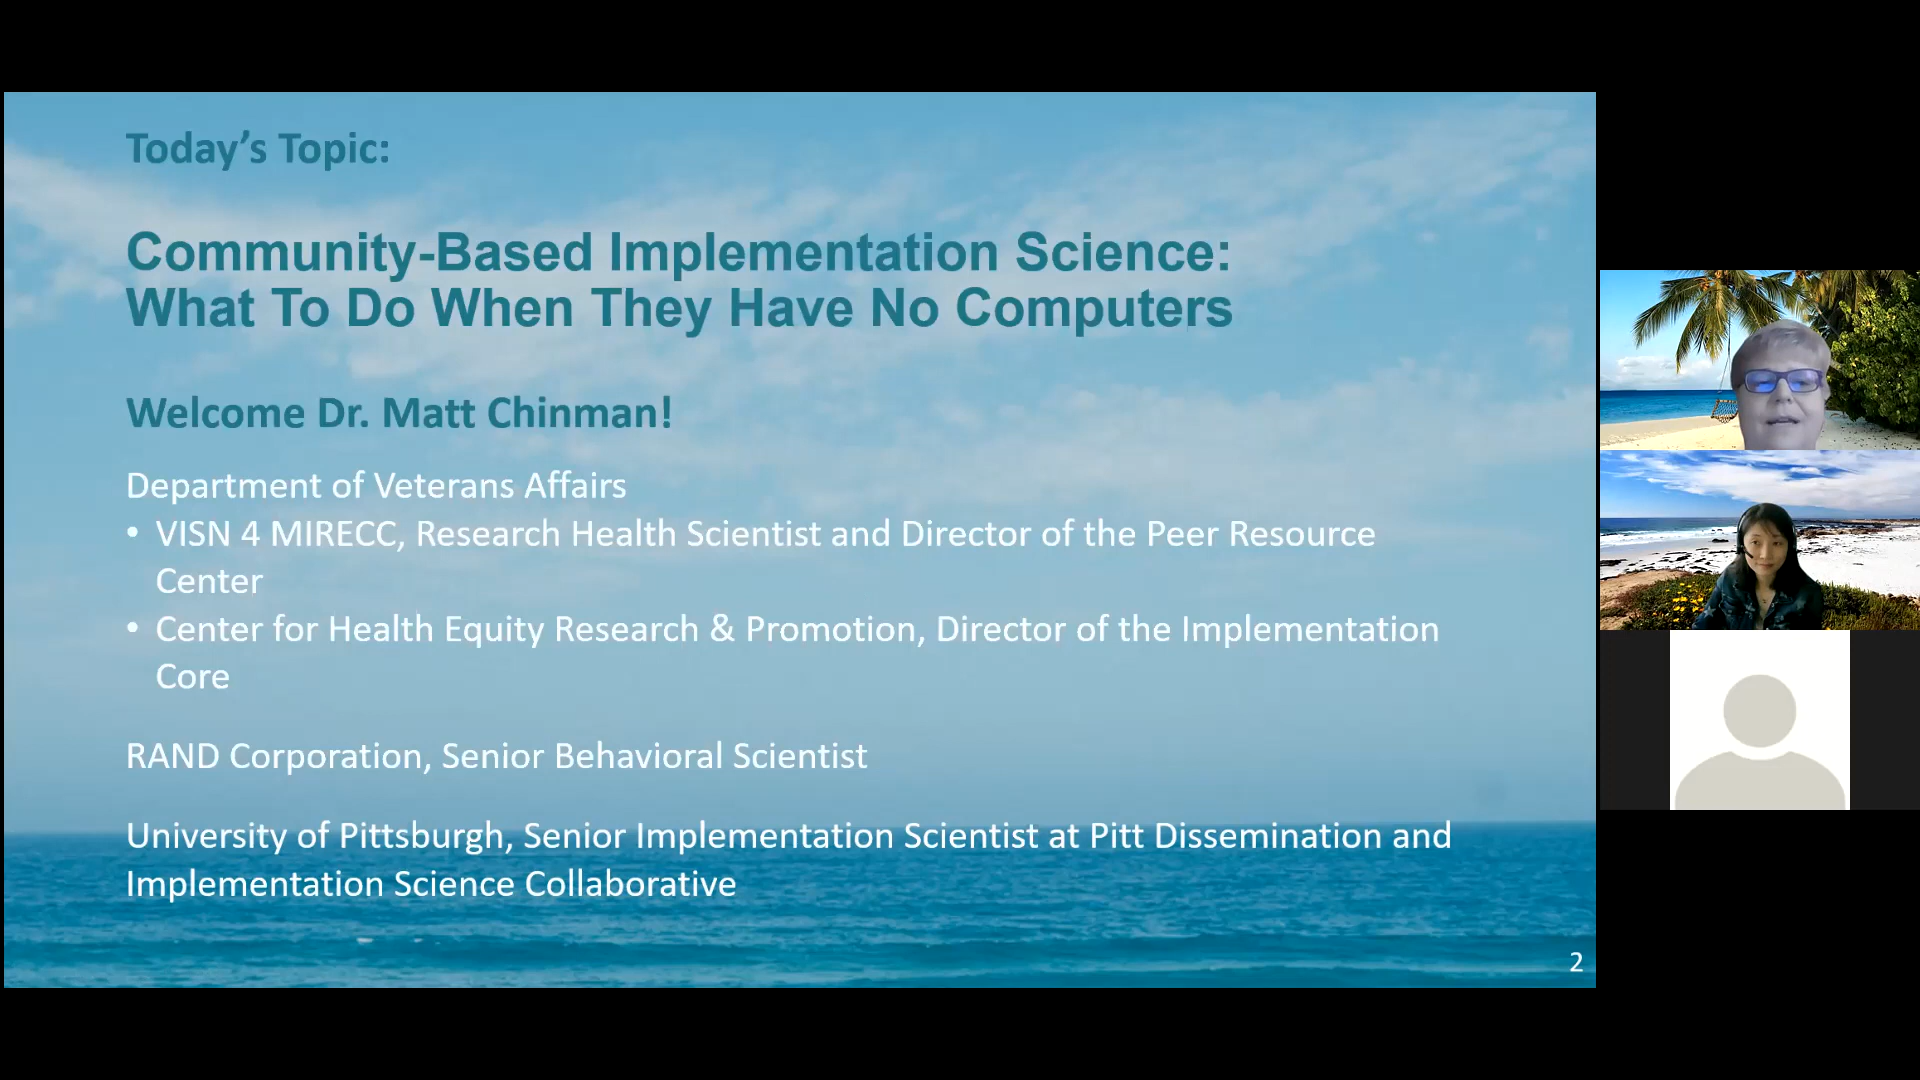 Today’s Topic:
Community-Based Implementation Science:
What To Do When They Have No Computers
Welcome Dr. Matt Chinman!
Department of Veterans Affairs
• VISN 4 MIRECC, Research Health Scientist and Director of the Peer Resource
Center
• Center for Health Equity Research & Promotion, Director of the Implementation
Core
RAND Corporation, Senior Behavioral Scientist
University of Pittsburgh, Senior Implementation Scientist at Pitt Dissemination and
Implementation Science Collaborative
2